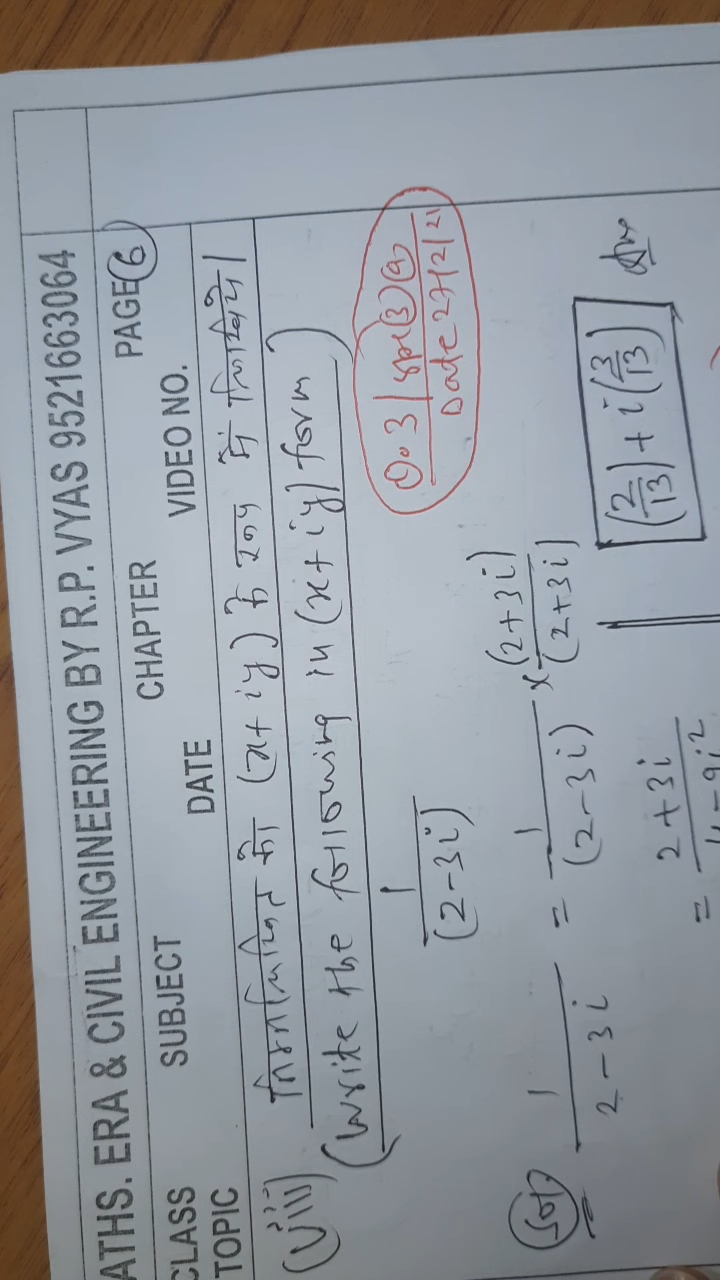 ATHS. ERA & CIVIL ENGINEERING BY R.P. VYAS 9521663064
CLASS SUBJECT CHAPTER PAGE 6
TOPIC DATE VIDEO NO.
(viii) निम्नलिखित को (x+iy) के रूप में लिखिये।
(Write the following in (x+iy) form)
1/(2-3i)
Q.3 / spl (3) (a)
Date 27/2/21
Sol. 1/2-3i = 1/(2-3i) × (2+3i)/(2+3i)
= 2+3i/4-9i²
(2/13) + i(3/13) Ans